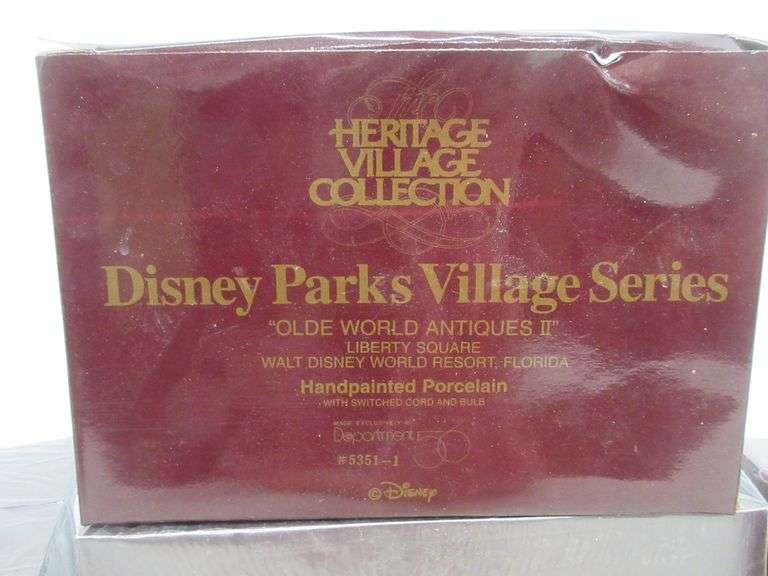 The
HERITAGE
VILLAGE
COLLECTION
Disney Parks Village Series
"OLDE WORLD ANTIQUES II"
LIBERTY SQUARE
WALT DISNEY WORLD RESORT, FLORIDA
Handpainted Porcelain
WITH SWITCHED CORD AND BULB
MADE EXCLUSIVELY BY
Department 56
#5351-1
© Disney